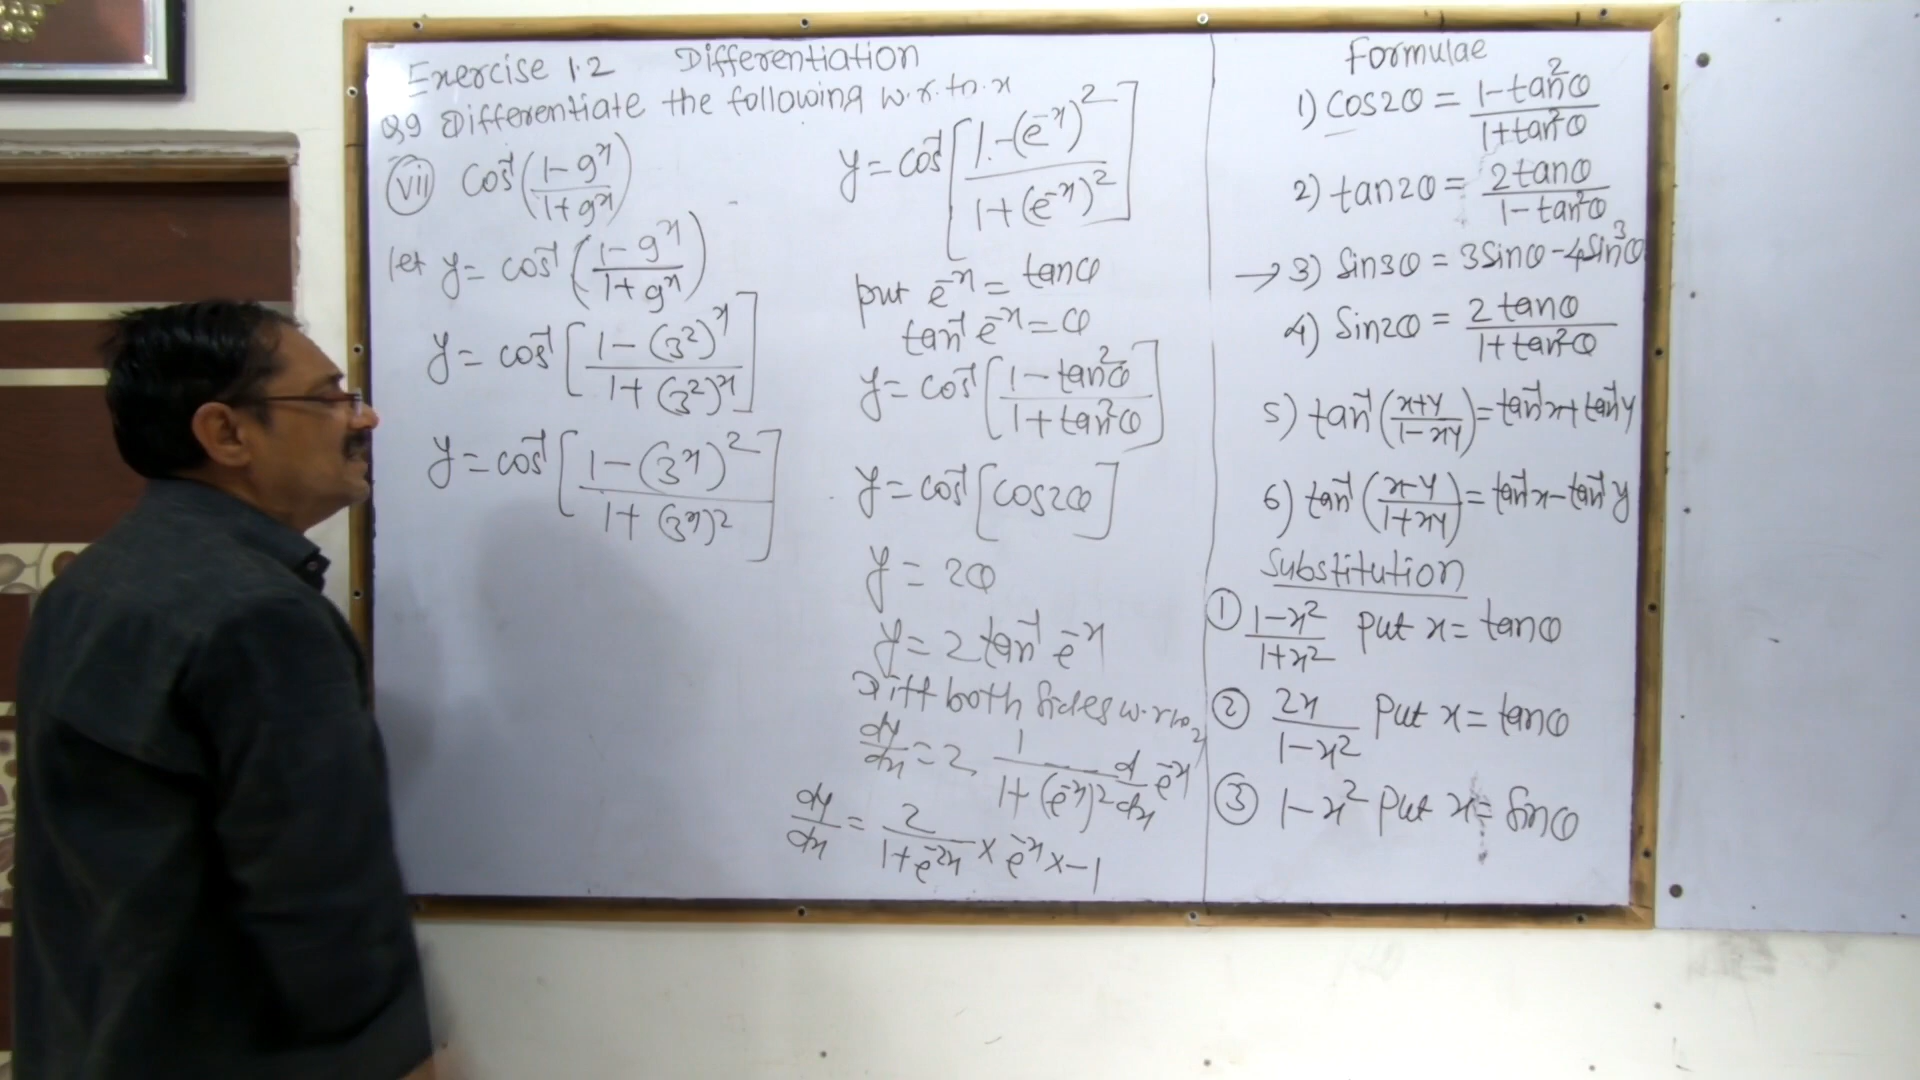 Exercise 1.2 Differentiation
Q9 Differentiate the following w.r.to.x
(vii) cos⁻¹((1-9ˣ)/(1+9ˣ))
let y = cos⁻¹((1-9ˣ)/(1+9ˣ))
y = cos⁻¹[(1-(3²)ˣ)/(1+(3²)ˣ)]
y = cos⁻¹[(1-(3ˣ)²)/(1+(3ˣ)²)]
y = cos⁻¹[(1-(e⁻ˣ)²)/(1+(e⁻ˣ)²)]
put e⁻ˣ = tanθ
tan⁻¹ e⁻ˣ = θ
y = cos⁻¹[(1-tan²θ)/(1+tan²θ)]
y = cos⁻¹[cos2θ]
y = 2θ
y = 2 tan⁻¹ e⁻ˣ
Diff both sides w.r.to
dy/dx = 2. 1/(1+(e⁻ˣ)²) d/dx e⁻ˣ
dy/dx = 2/(1+e⁻²ˣ) × e⁻ˣ × -1
Formulae
1) cos2θ = (1-tan²θ)/(1+tan²θ)
2) tan2θ = (2tanθ)/(1-tan²θ)
→ 3) Sin3θ = 3Sinθ-4Sin³θ
4) Sin2θ = (2tanθ)/(1+tan²θ)
5) tan⁻¹((x+y)/(1-xy)) = tan⁻¹x+tan⁻¹y
6) tan⁻¹((x-y)/(1+xy)) = tan⁻¹x-tan⁻¹y
Substitution
① (1-x²)/(1+x²) Put x = tanθ
② 2x/(1-x²) Put x = tanθ
③ 1-x² Put x = Sinθ